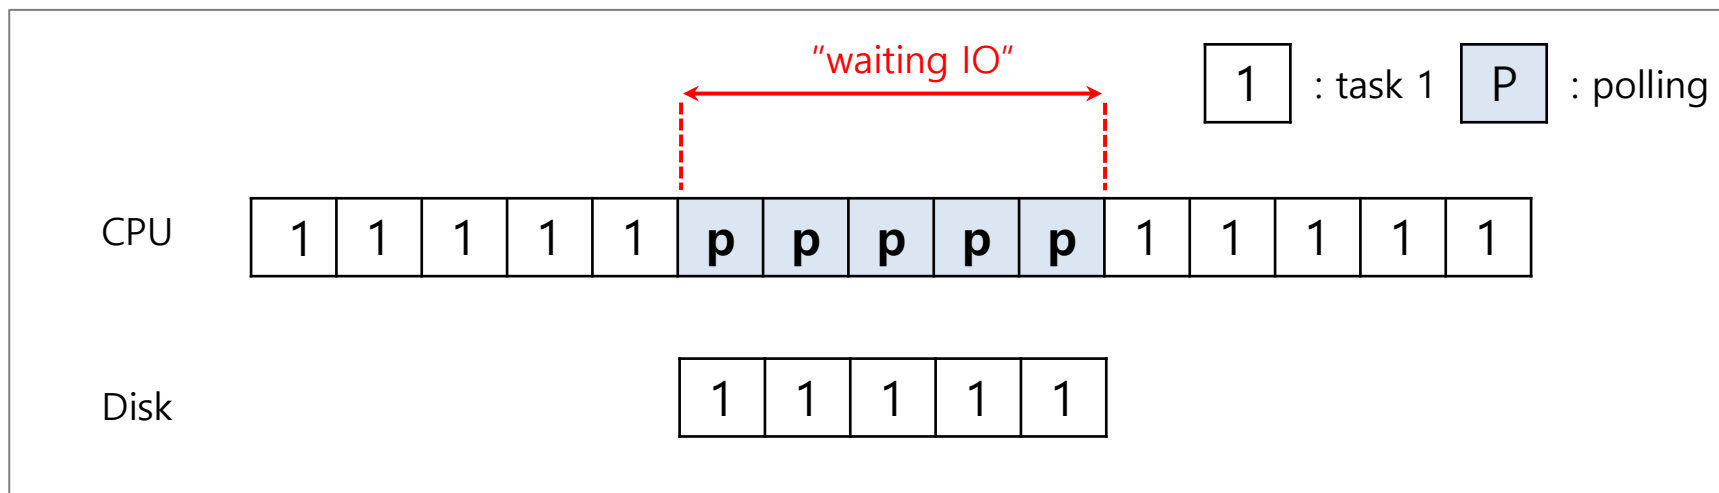 "waiting IO"
1 : task 1 P : polling
CPU 1 1 1 1 1 p p p p p 1 1 1 1 1
Disk 1 1 1 1 1